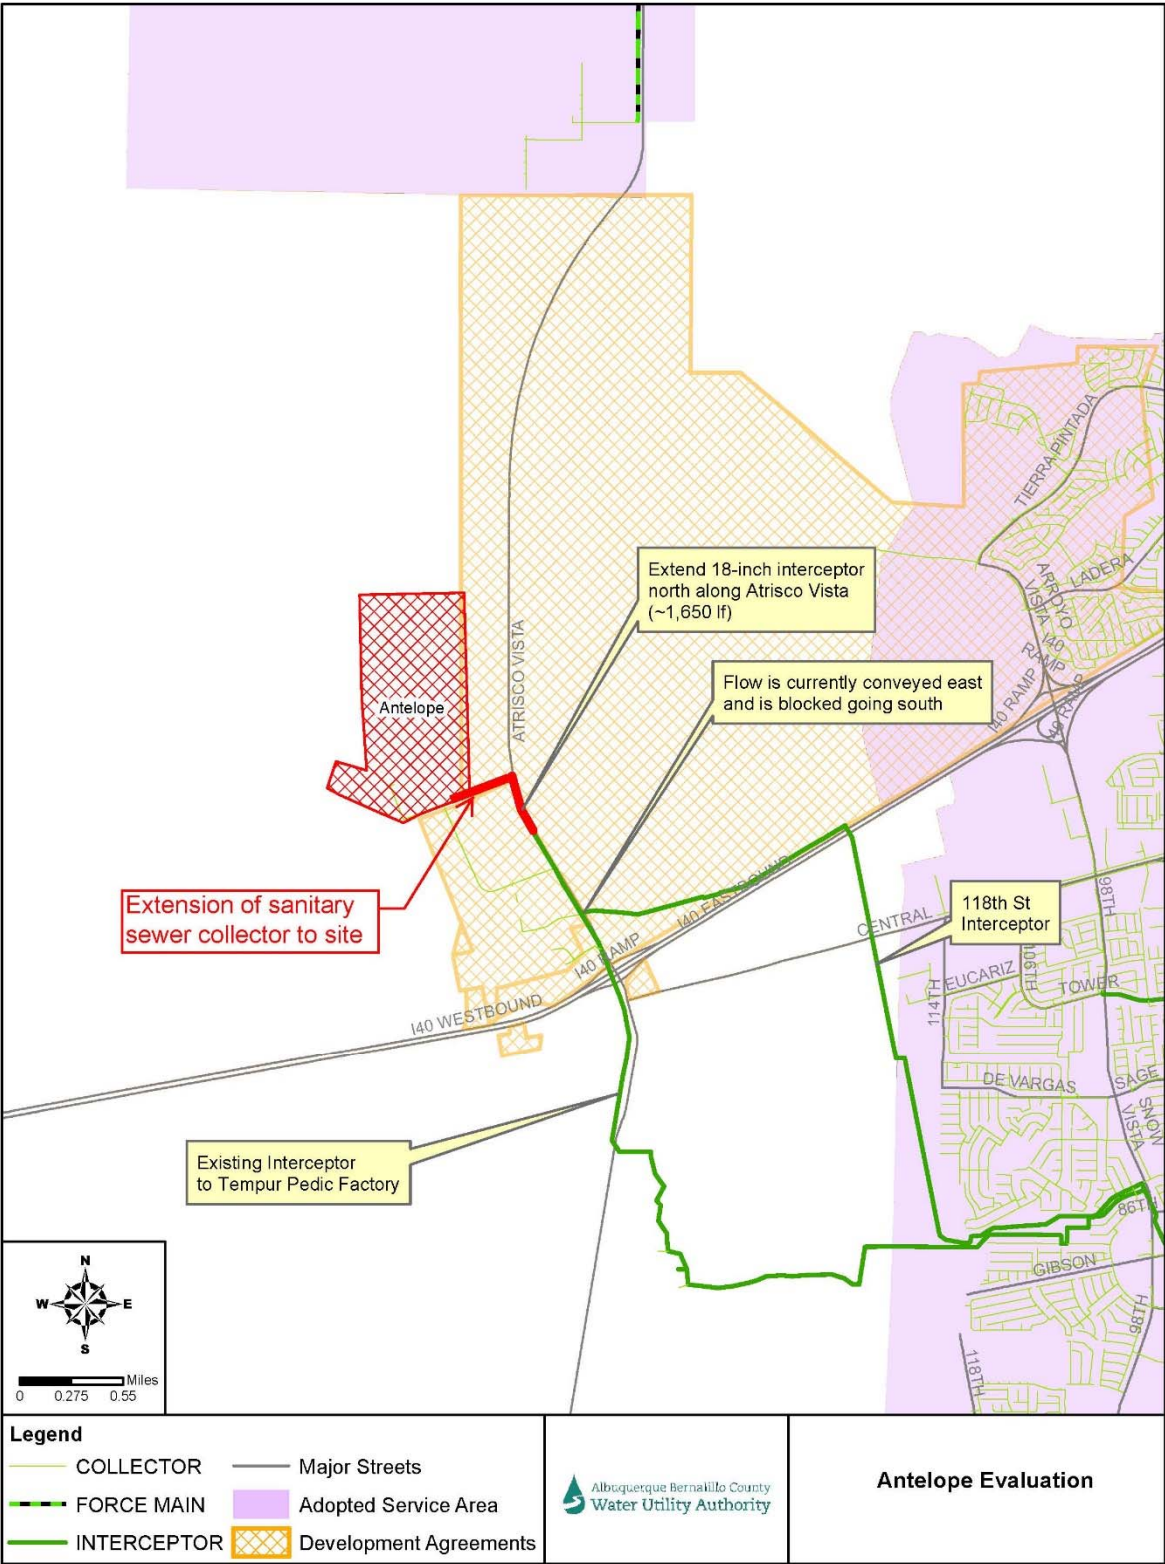 Extend 18-inch interceptor
north along Atrisco Vista
(~1,650 lf)
Flow is currently conveyed east
and is blocked going south
TIERRA PINTADA
LADERA
ARROYO
VISTA
I40
RAMP
I40 RAMP
I40 RAMP
ATRISCO VISTA
Antelope
Extension of sanitary
sewer collector to site
118th St
Interceptor
I40 EASTBOUND
I40 RAMP
I40 WESTBOUND
CENTRAL
98TH
106TH
EUCARIZ
TOWER
114TH
DE VARGAS
SAGE
SNOW
VISTA
86TH
GIBSON
98TH
118TH
Existing Interceptor
to Tempur Pedic Factory
N
W E
S
Miles
0 0.275 0.55
Legend
COLLECTOR
FORCE MAIN
INTERCEPTOR
Major Streets
Adopted Service Area
Development Agreements
Albuquerque Bernalillo County
Water Utility Authority
Antelope Evaluation